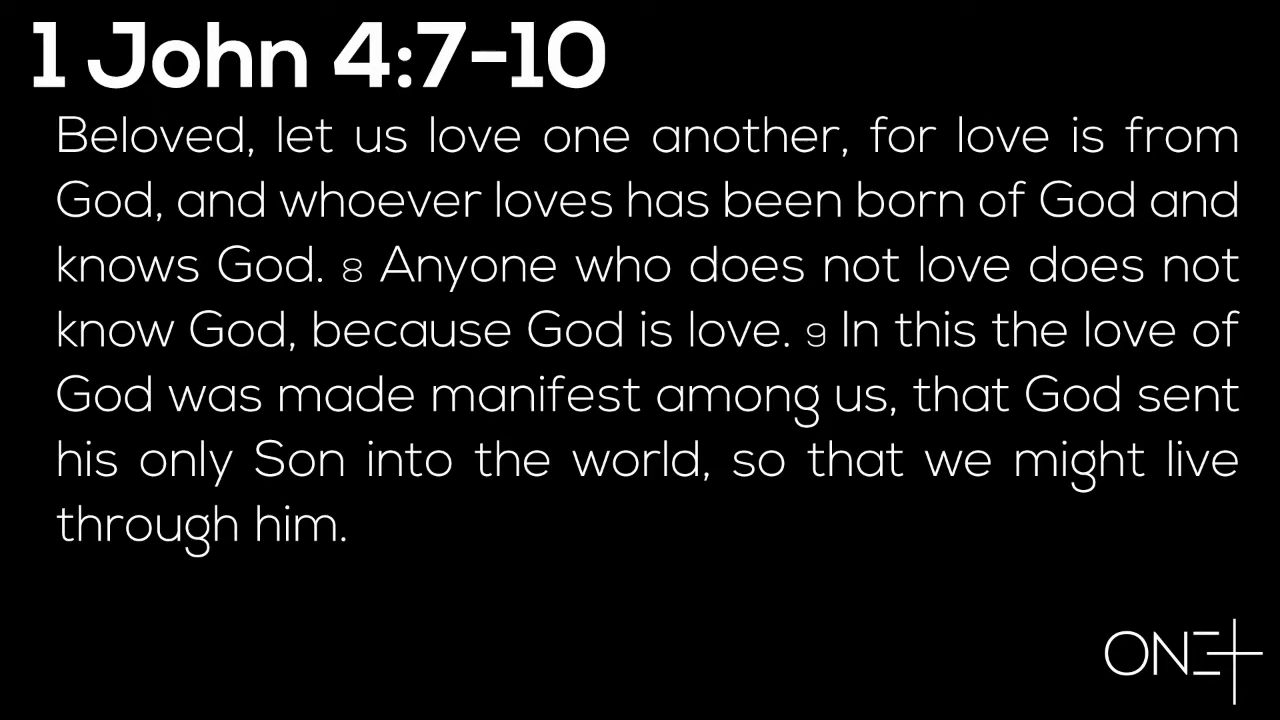 1 John 4:7-10
Beloved, let us love one another, for love is from
God, and whoever loves has been born of God and
knows God. 8 Anyone who does not love does not
know God, because God is love. 9 In this the love of
God was made manifest among us, that God sent
his only Son into the world, so that we might live
through him.
ONE